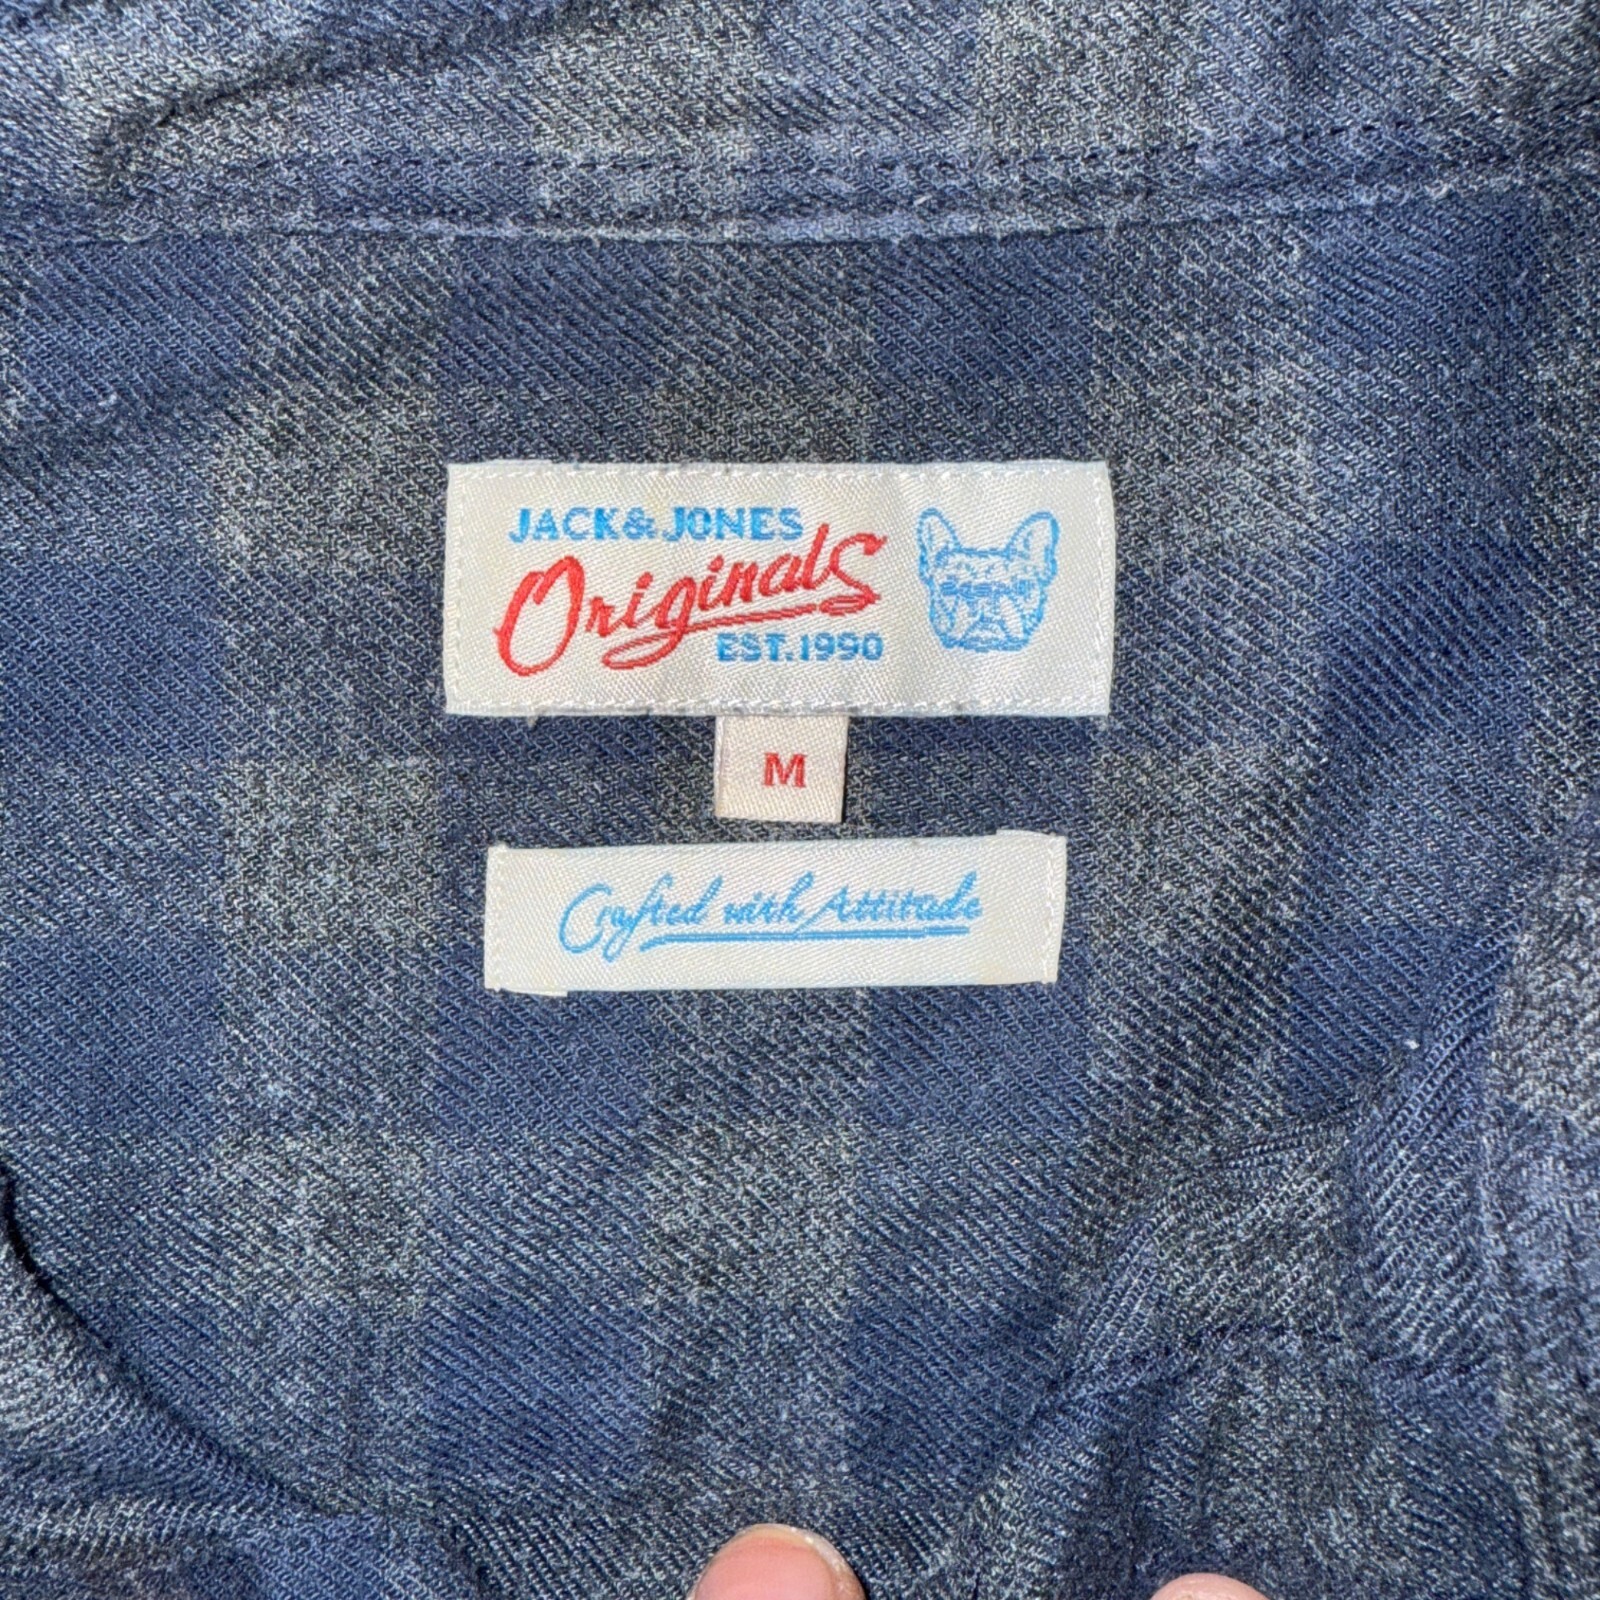 JACK&JONES
Originals
EST.1990
M
Crafted with Attitude